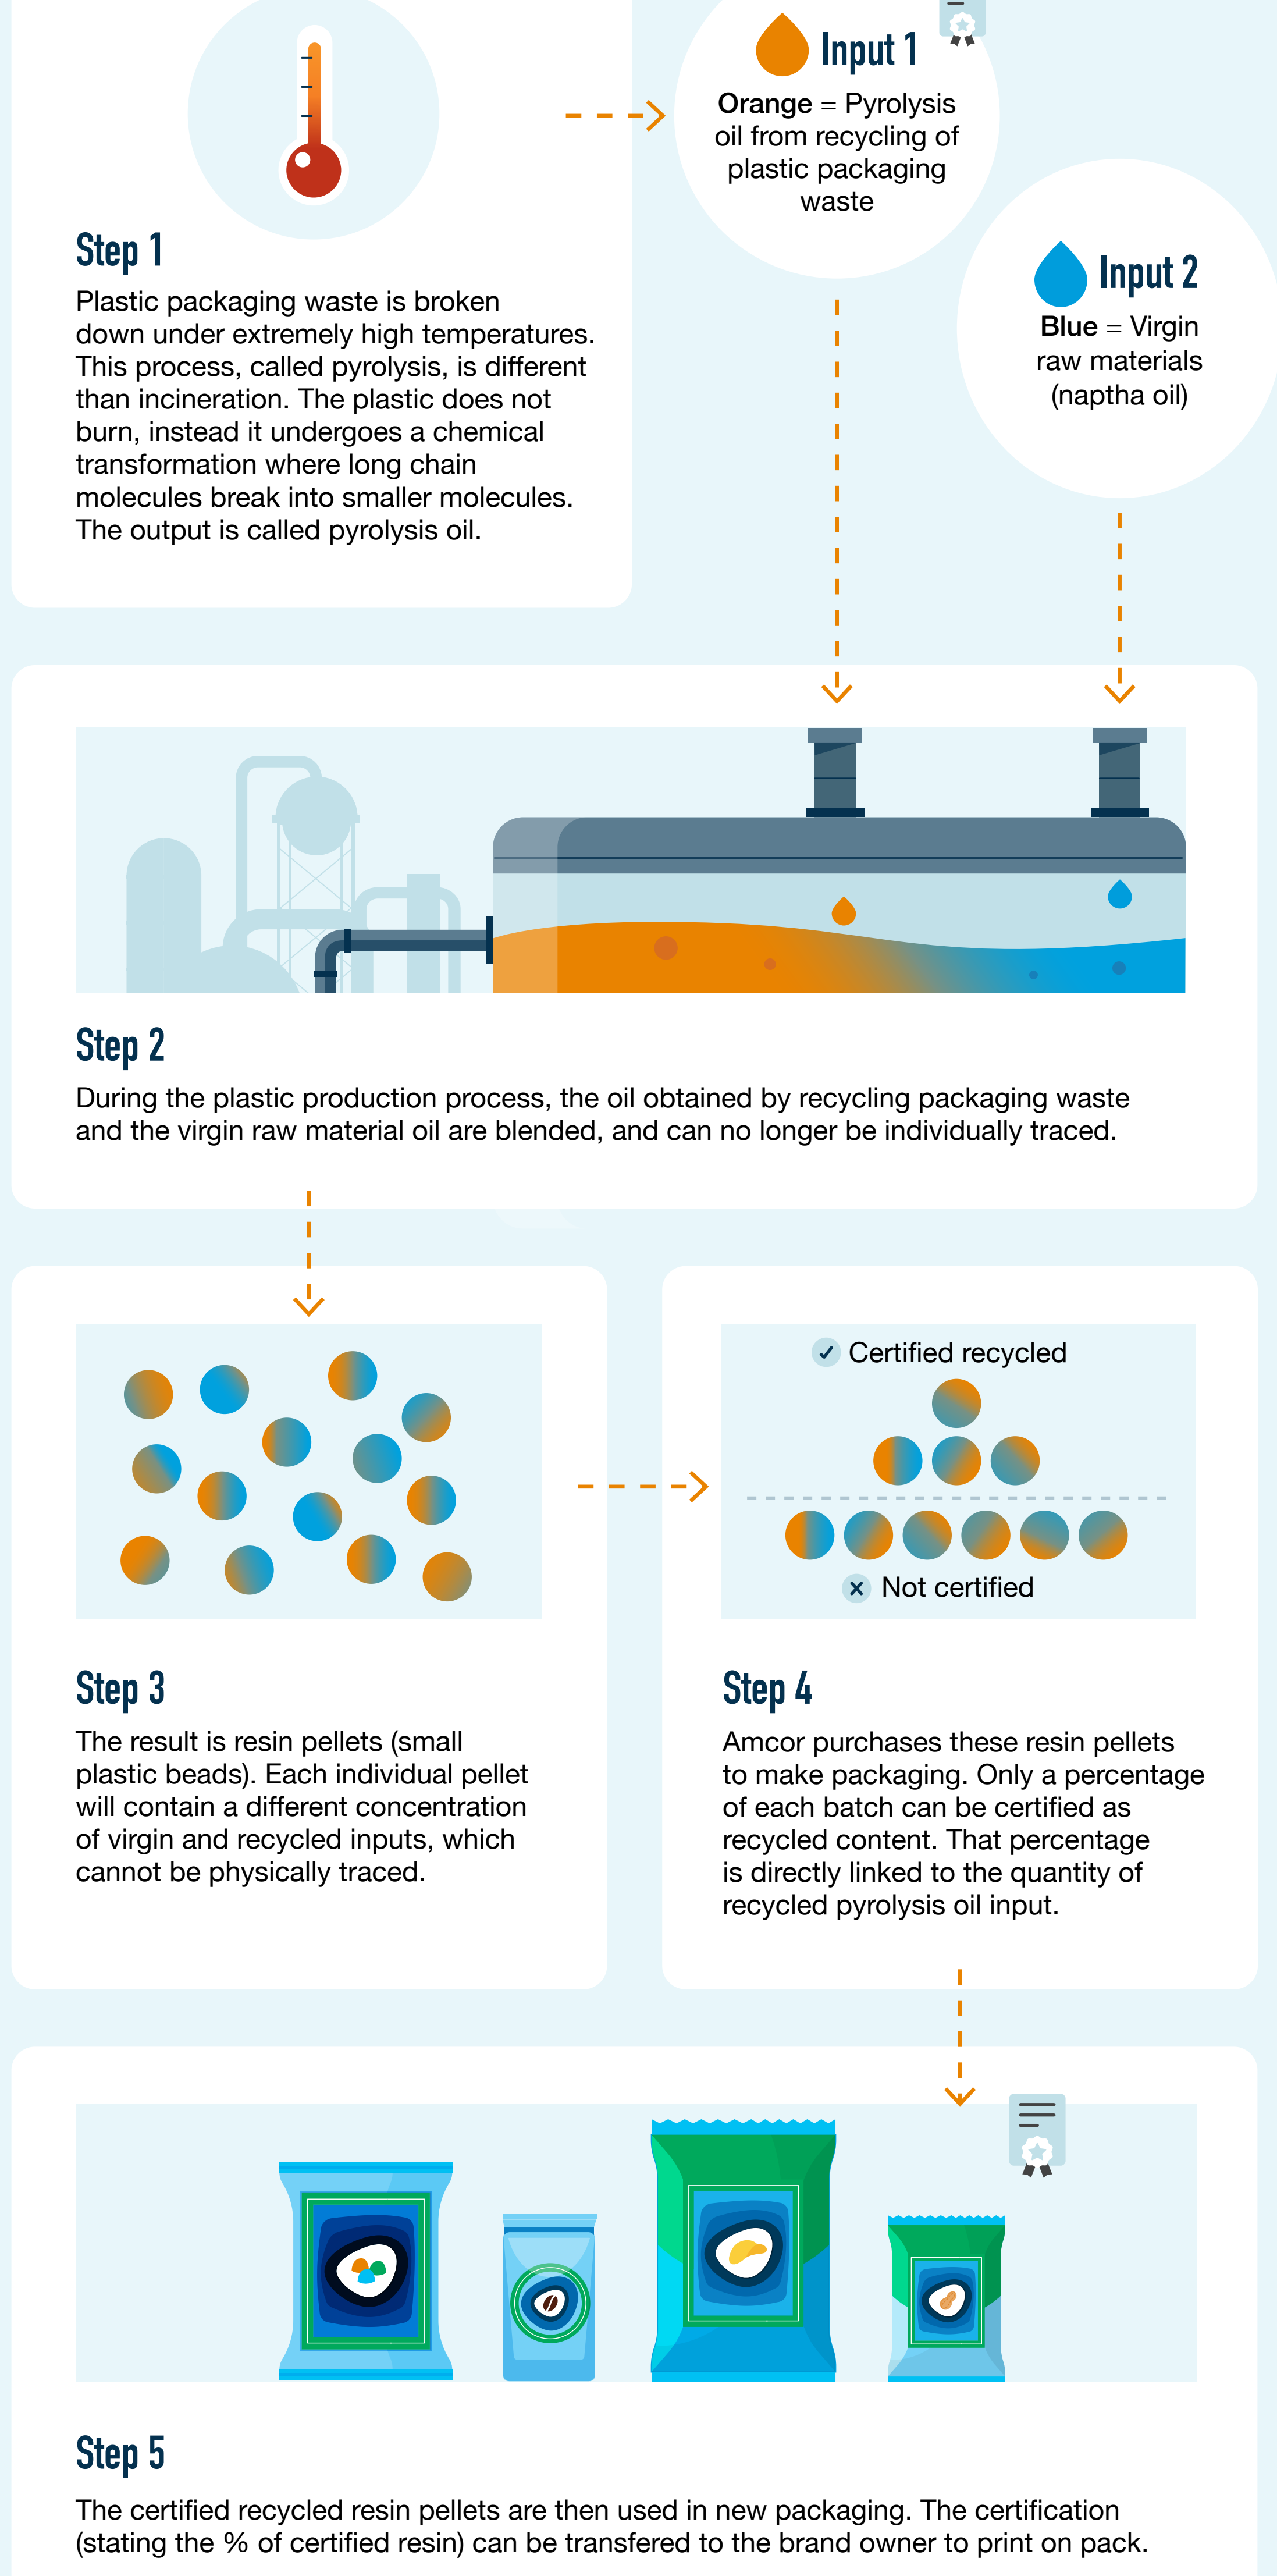 Input 1
Orange = Pyrolysis
oil from recycling of
plastic packaging
waste
Input 2
Blue = Virgin
raw materials
(naptha oil)
Step 1
Plastic packaging waste is broken
down under extremely high temperatures.
This process, called pyrolysis, is different
than incineration. The plastic does not
burn, instead it undergoes a chemical
transformation where long chain
molecules break into smaller molecules.
The output is called pyrolysis oil.
Step 2
During the plastic production process, the oil obtained by recycling packaging waste
and the virgin raw material oil are blended, and can no longer be individually traced.
Step 3
The result is resin pellets (small
plastic beads). Each individual pellet
will contain a different concentration
of virgin and recycled inputs, which
cannot be physically traced.
Certified recycled
Not certified
Step 4
Amcor purchases these resin pellets
to make packaging. Only a percentage
of each batch can be certified as
recycled content. That percentage
is directly linked to the quantity of
recycled pyrolysis oil input.
Step 5
The certified recycled resin pellets are then used in new packaging. The certification
(stating the % of certified resin) can be transfered to the brand owner to print on pack.